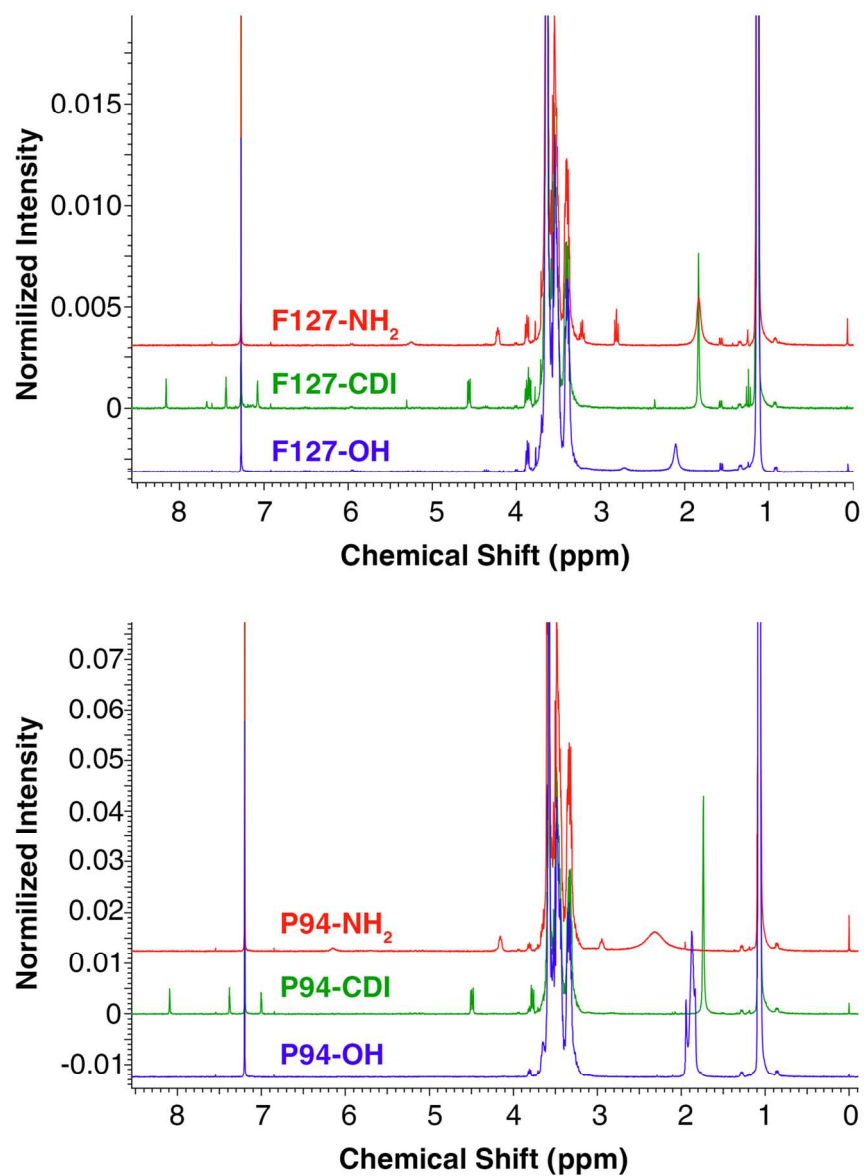 Normilized Intensity
0.015
0.010
0.005
0
F127-NH₂
F127-CDI
F127-OH
8 7 6 5 4 3 2 1 0
Chemical Shift (ppm)
Normilized Intensity
0.07
0.06
0.05
0.04
0.03
0.02
0.01
0
-0.01
P94-NH₂
P94-CDI
P94-OH
8 7 6 5 4 3 2 1 0
Chemical Shift (ppm)